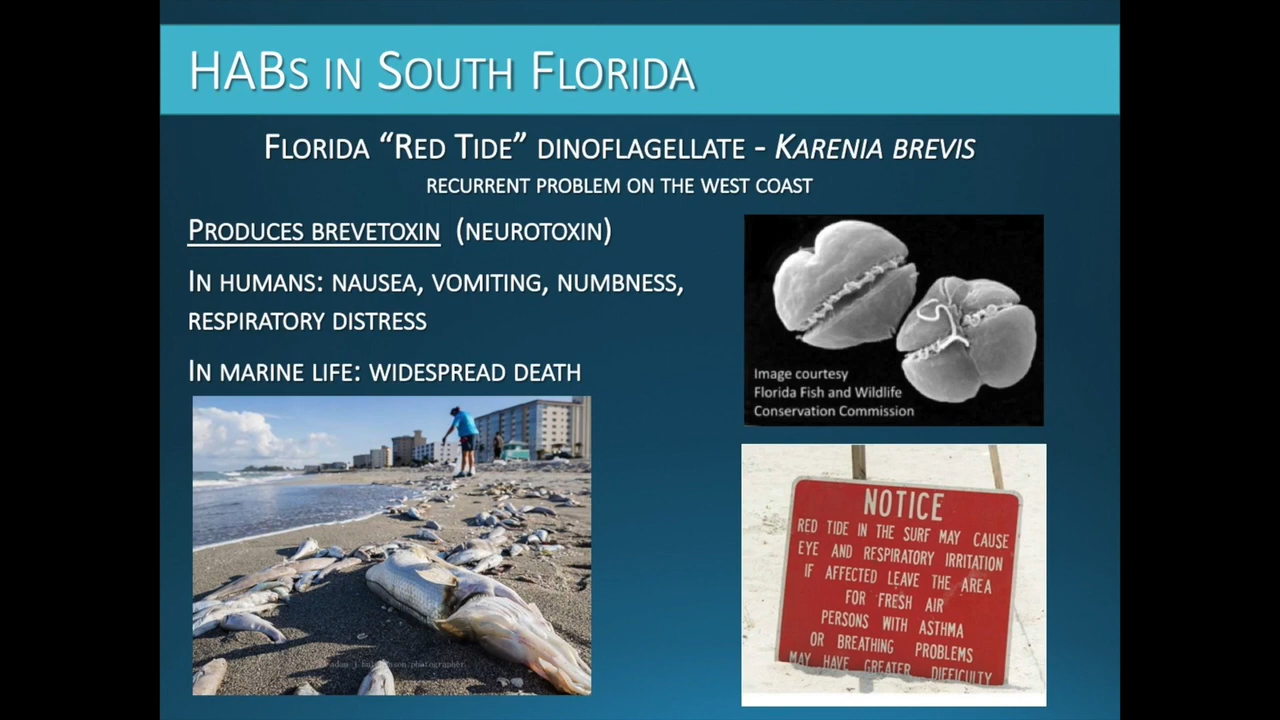 HABs in South Florida
Florida “Red Tide” dinoflagellate - Karenia brevis
recurrent problem on the west coast
Produces brevetoxin (neurotoxin)
In humans: nausea, vomiting, numbness,
respiratory distress
In marine life: widespread death
Image courtesy
Florida Fish and Wildlife
Conservation Commission
NOTICE
RED TIDE IN THE SURF MAY CAUSE
EYE AND RESPIRATORY IRRITATION
IF AFFECTED LEAVE THE AREA
FOR FRESH AIR
PERSONS WITH ASTHMA
OR BREATHING PROBLEMS
MAY HAVE GREATER DIFFICULTY
photographer